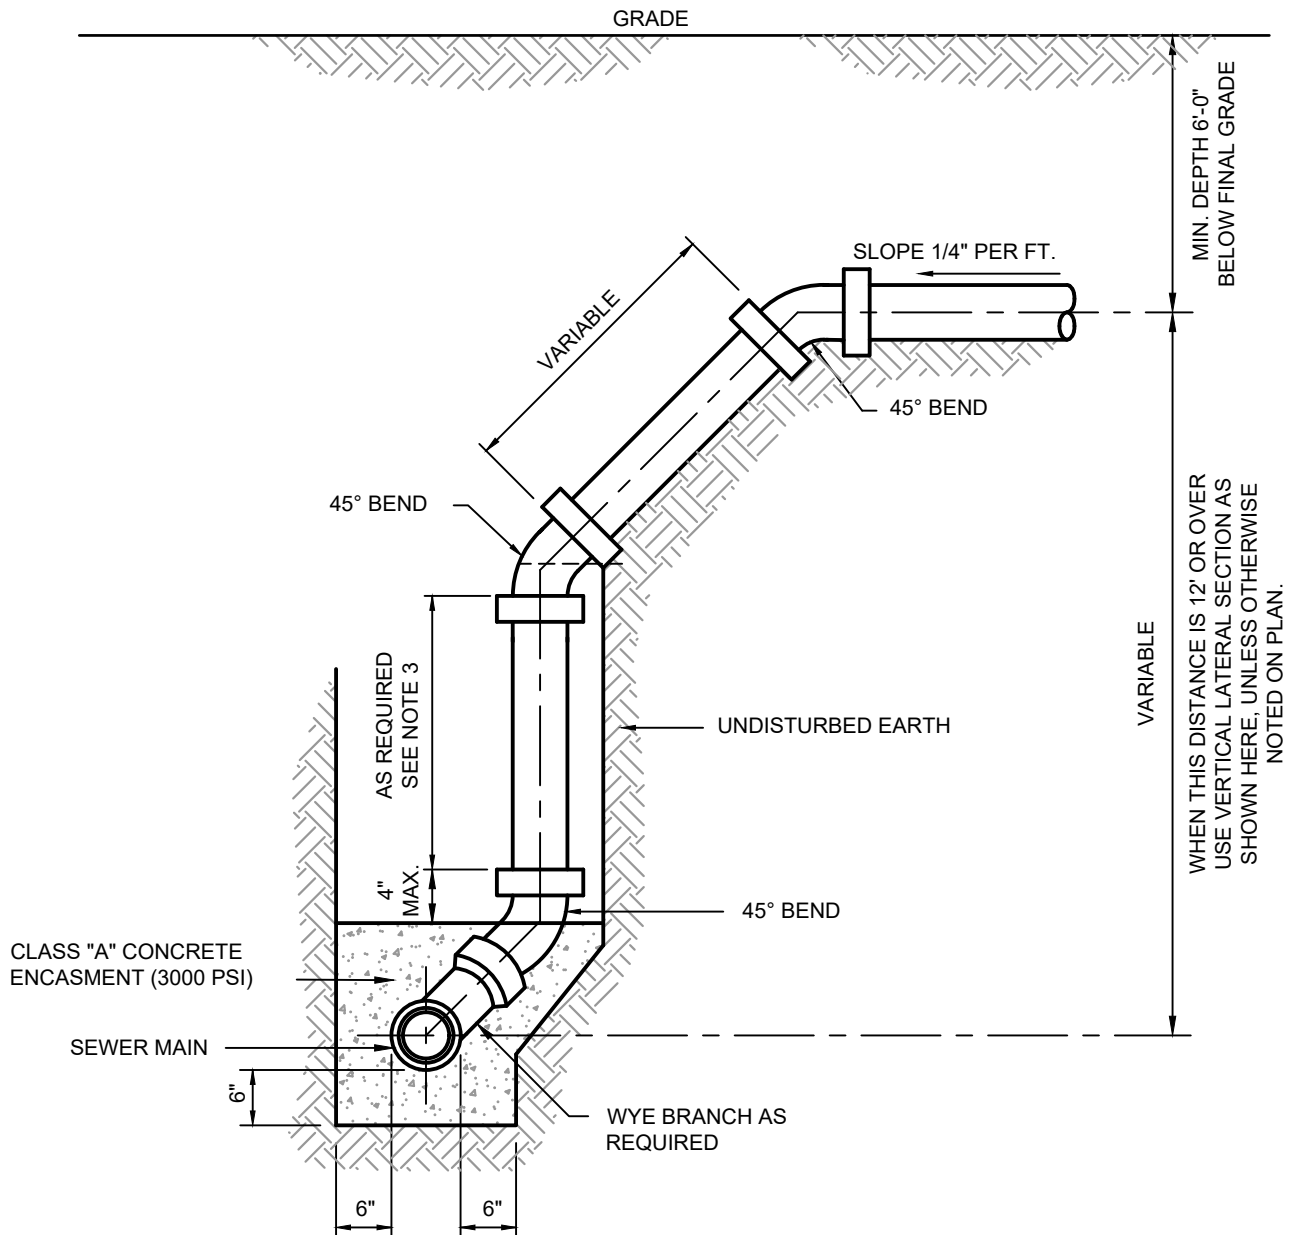 GRADE
MIN. DEPTH 6'-0"
BELOW FINAL GRADE
SLOPE 1/4" PER FT.
VARIABLE
45° BEND
45° BEND
AS REQUIRED
SEE NOTE 3
UNDISTURBED EARTH
VARIABLE
WHEN THIS DISTANCE IS 12' OR OVER
USE VERTICAL LATERAL SECTION AS
SHOWN HERE, UNLESS OTHERWISE
NOTED ON PLAN.
4"
MAX.
45° BEND
CLASS "A" CONCRETE
ENCASMENT (3000 PSI)
SEWER MAIN
6"
WYE BRANCH AS
REQUIRED
6"
6"